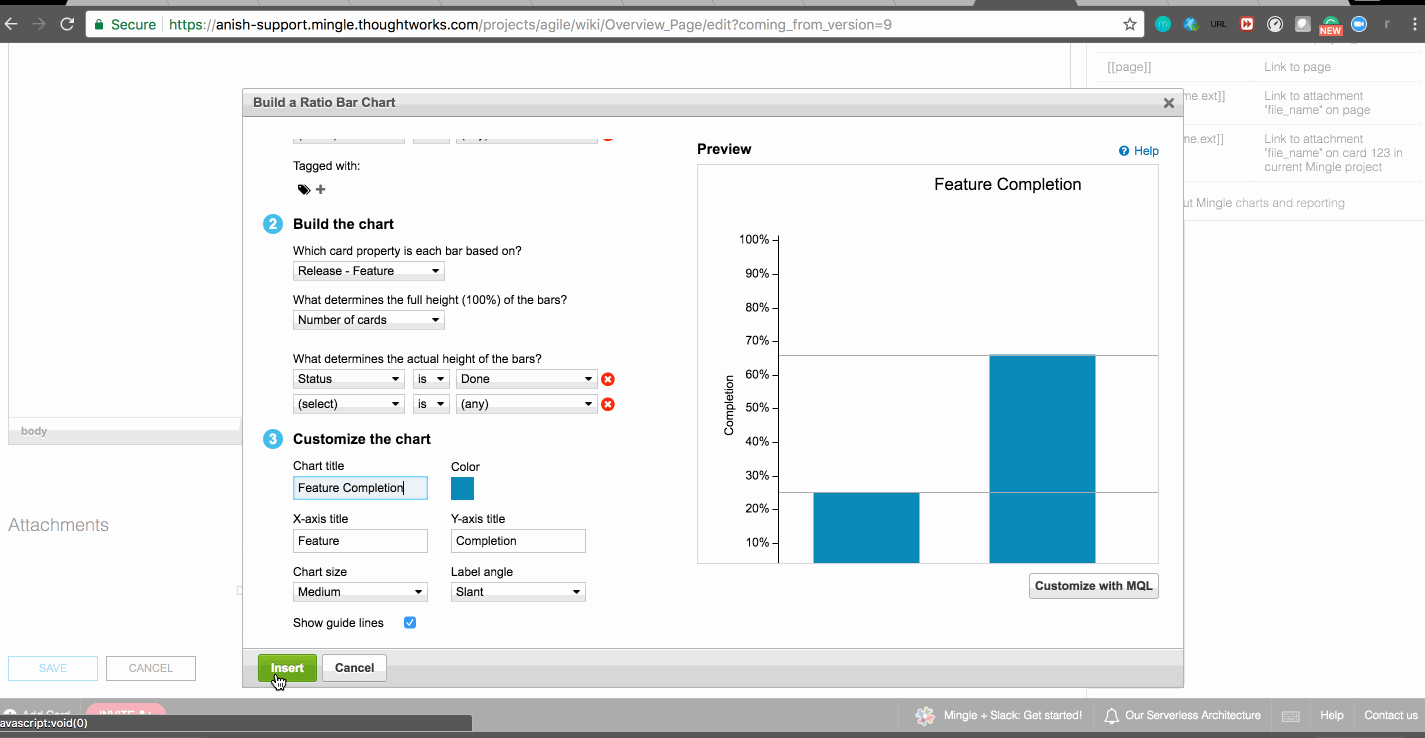 Secure https://anish-support.mingle.thoughtworks.com/projects/agile/wiki/Overview_Page/edit?coming_from_version=9
URL
NEW
[[page]] Link to page
me.ext]] Link to attachment
"file_name" on page
me.ext]] Link to attachment
"file_name" on card 123 in
current Mingle project
ut Mingle charts and reporting
Build a Ratio Bar Chart
Tagged with:
2 Build the chart
Which card property is each bar based on?
Release - Feature
What determines the full height (100%) of the bars?
Number of cards
What determines the actual height of the bars?
Status is Done
(select) is (any)
3 Customize the chart
Chart title Color
Feature Completion
X-axis title Y-axis title
Feature Completion
Chart size Label angle
Medium Slant
Show guide lines
Insert Cancel
Preview
Help
Feature Completion
100%
90%
80%
70%
60%
50%
40%
30%
20%
10%
Completion
Customize with MQL
body
Attachments
SAVE CANCEL
Add Card INVITE
avascript:void(0)
Mingle + Slack: Get started! Our Serverless Architecture Help Contact us